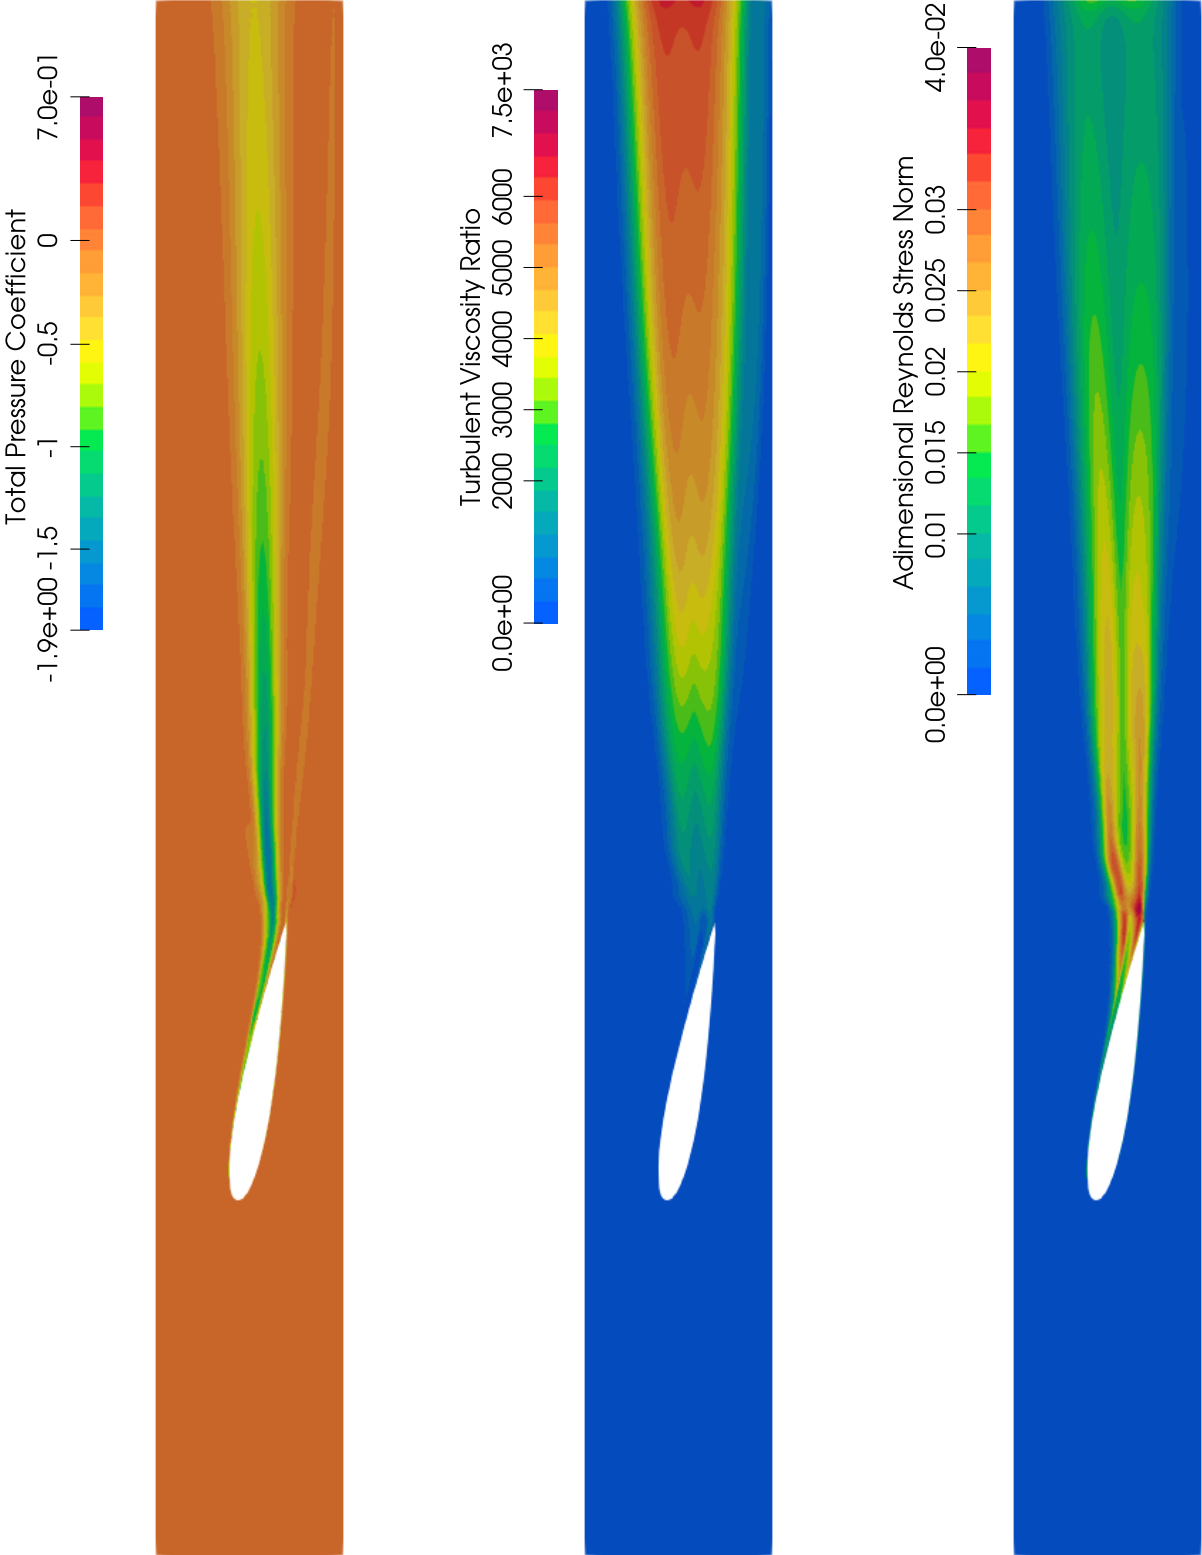 Total Pressure Coefficient
-1.9e+00 -1.5 -1 -0.5 0 7.0e-01
Turbulent Viscosity Ratio
0.0e+00 2000 3000 4000 5000 6000 7.5e+03
Adimensional Reynolds Stress Norm
0.0e+00 0.01 0.015 0.02 0.025 0.03 4.0e-02